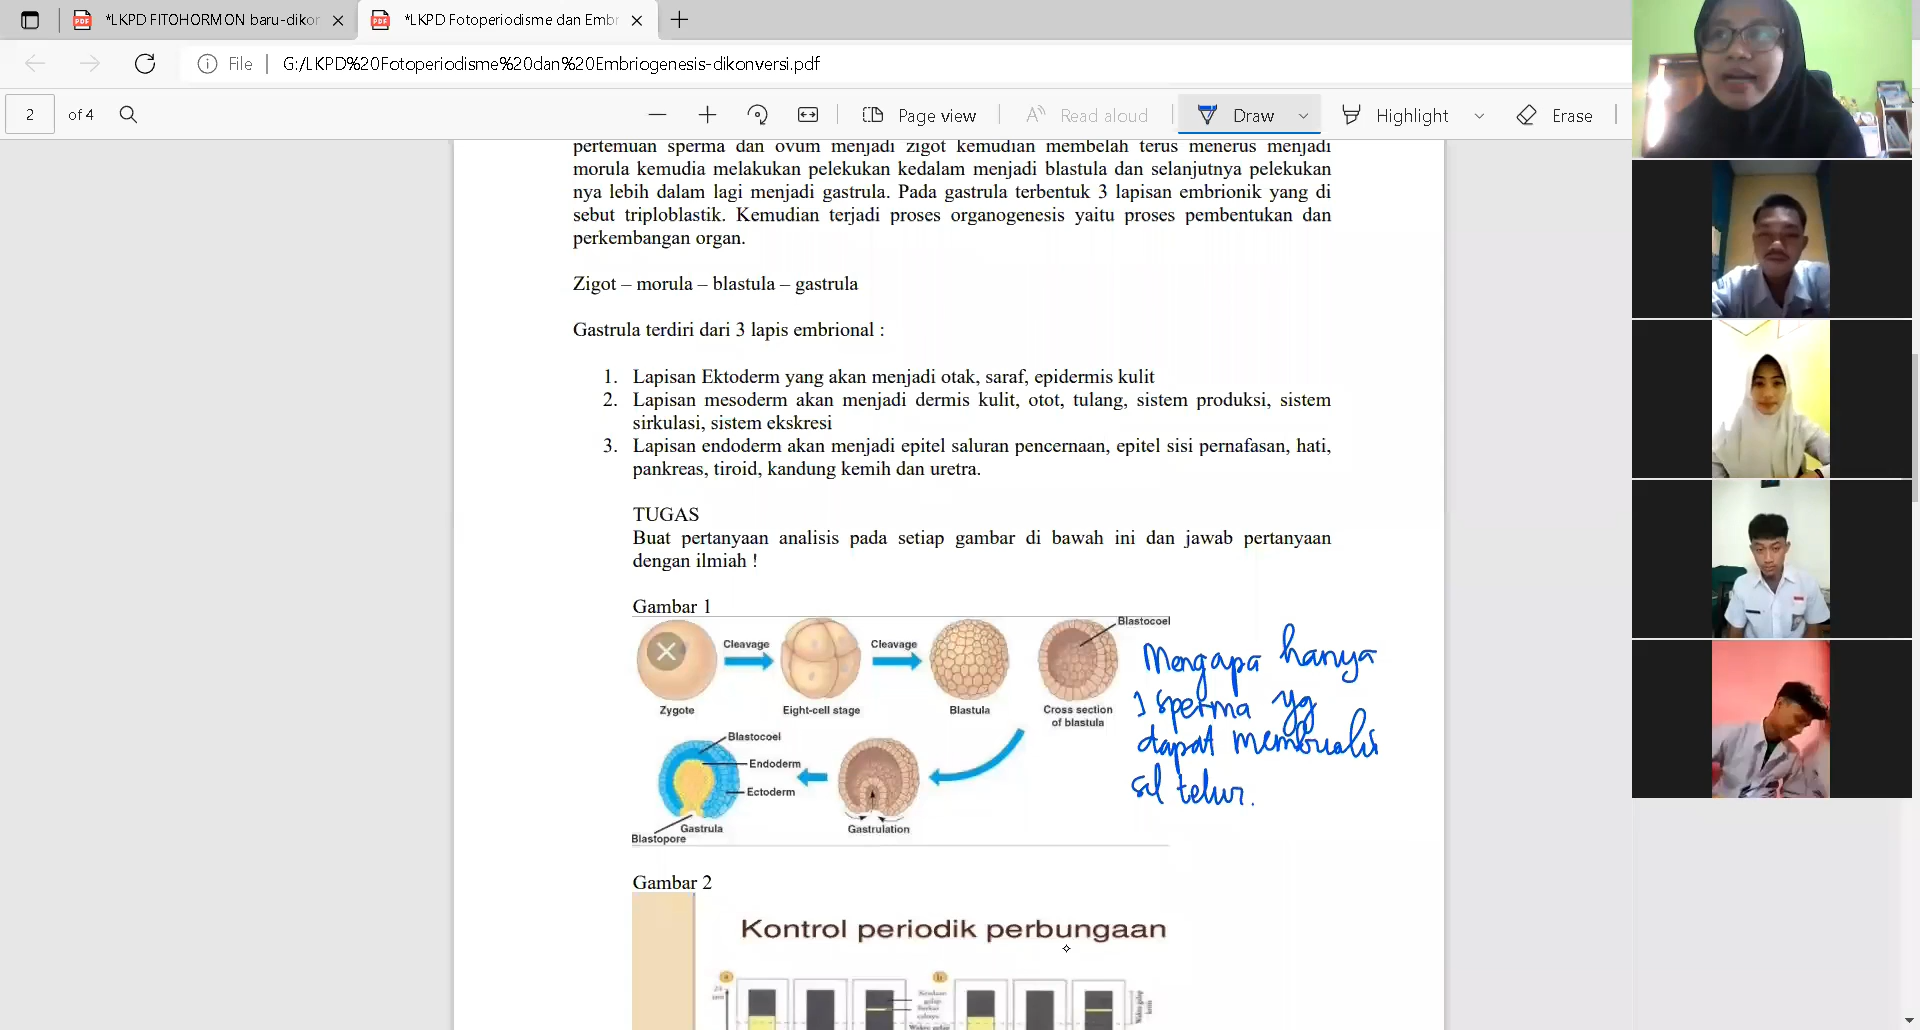 *LKPD FITOHORMON baru-dikor
*LKPD Fotoperiodisme dan Embr
File
G:/LKPD%20Fotoperiodisme%20dan%20Embriogenesis-dikonversi.pdf
2 of 4
Page view
Read aloud
Draw
Highlight
Erase
pertemuan sperma dan ovum menjadi zigot kemudian membelah terus menerus menjadi
morula kemudia melakukan pelekukan kedalam menjadi blastula dan selanjutnya pelekukan
nya lebih dalam lagi menjadi gastrula. Pada gastrula terbentuk 3 lapisan embrionik yang di
sebut triploblastik. Kemudian terjadi proses organogenesis yaitu proses pembentukan dan
perkembangan organ.
Zigot – morula – blastula – gastrula
Gastrula terdiri dari 3 lapis embrional :
1. Lapisan Ektoderm yang akan menjadi otak, saraf, epidermis kulit
2. Lapisan mesoderm akan menjadi dermis kulit, otot, tulang, sistem produksi, sistem
sirkulasi, sistem ekskresi
3. Lapisan endoderm akan menjadi epitel saluran pencernaan, epitel sisi pernafasan, hati,
pankreas, tiroid, kandung kemih dan uretra.
TUGAS
Buat pertanyaan analisis pada setiap gambar di bawah ini dan jawab pertanyaan
dengan ilmiah !
Gambar 1
Cleavage
Cleavage
Blastocoel
Zygote
Eight-cell stage
Blastula
Cross section
of blastula
Mengapa hanya
1 sperma yg
dapat membuahi
sel telur.
Blastocoel
Endoderm
Ectoderm
Gastrula
Blastopore
Gastrulation
Gambar 2
Kontrol periodik perbungaan
a
b